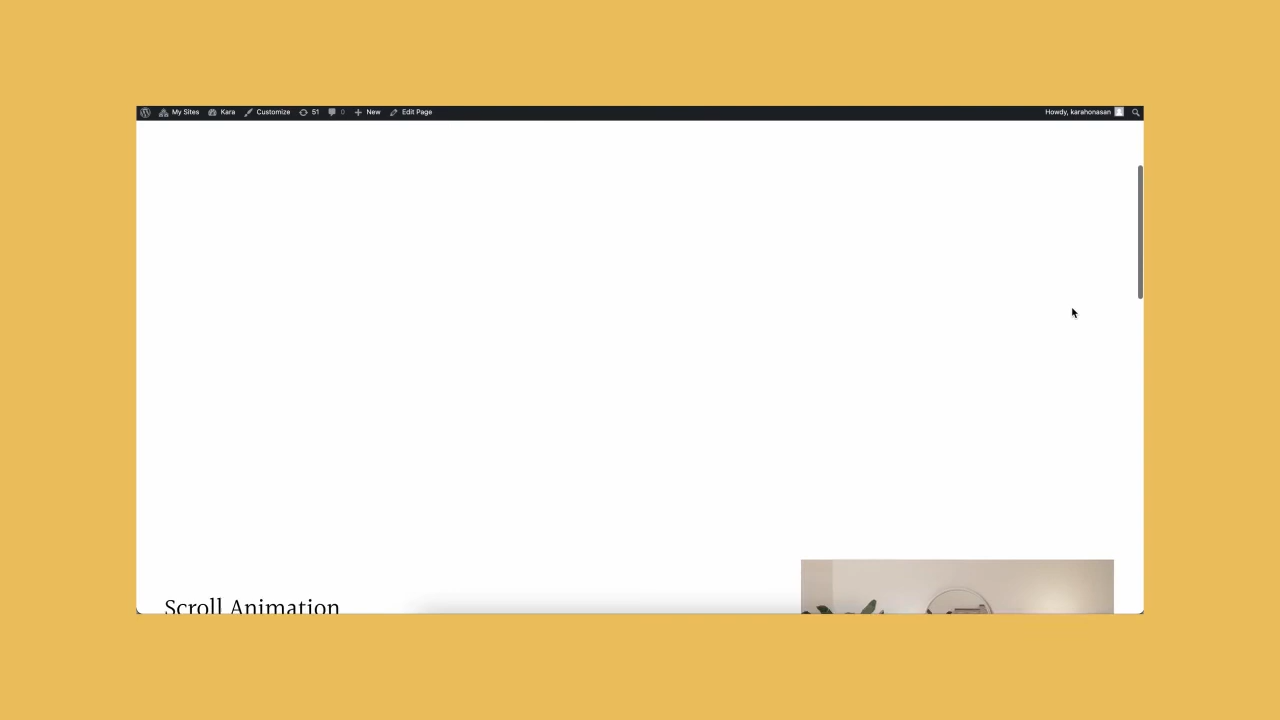 My Sites Kara Customize 51 0 New Edit Page Howdy, karahonasan
Scroll Animation